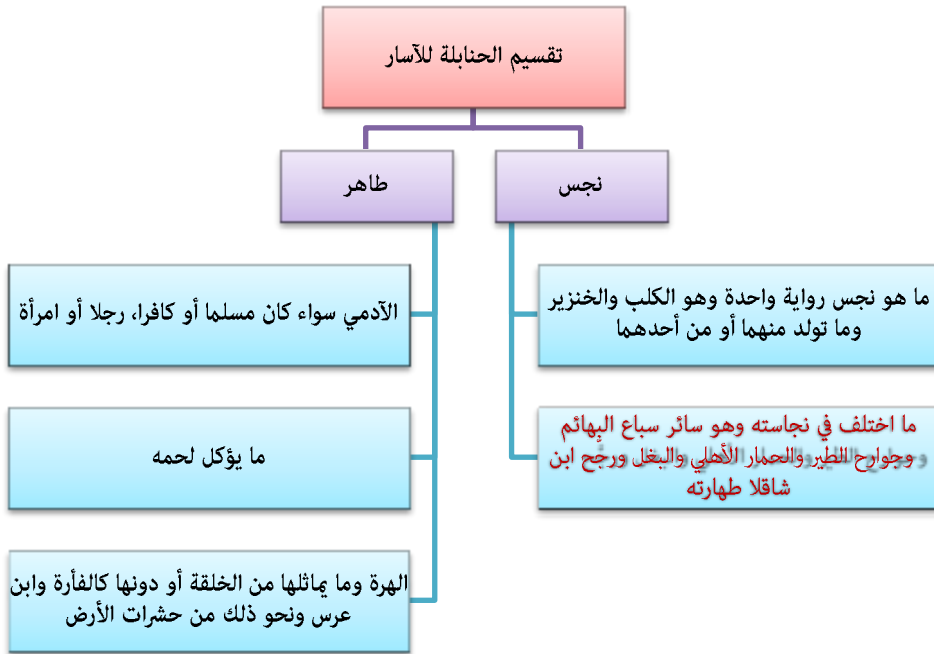 تقسيم الحنابلة للآسار
نجس
طاهر
ما هو نجس رواية واحدة وهو الكلب والخنزير
وما تولد منهما أو من أحدهما
ما اختلف في نجاسته وهو سائر سباع البهائم
وجوارح الطير والحمار الأهلي والبغل ورجّح ابن
شاقلا طهارته
الآدمي سواء كان مسلما أو كافرا، رجلا أو امرأة
ما يؤكل لحمه
الهرة وما يماثلها من الخلقة أو دونها كالفأرة وابن
عرس ونحو ذلك من حشرات الأرض